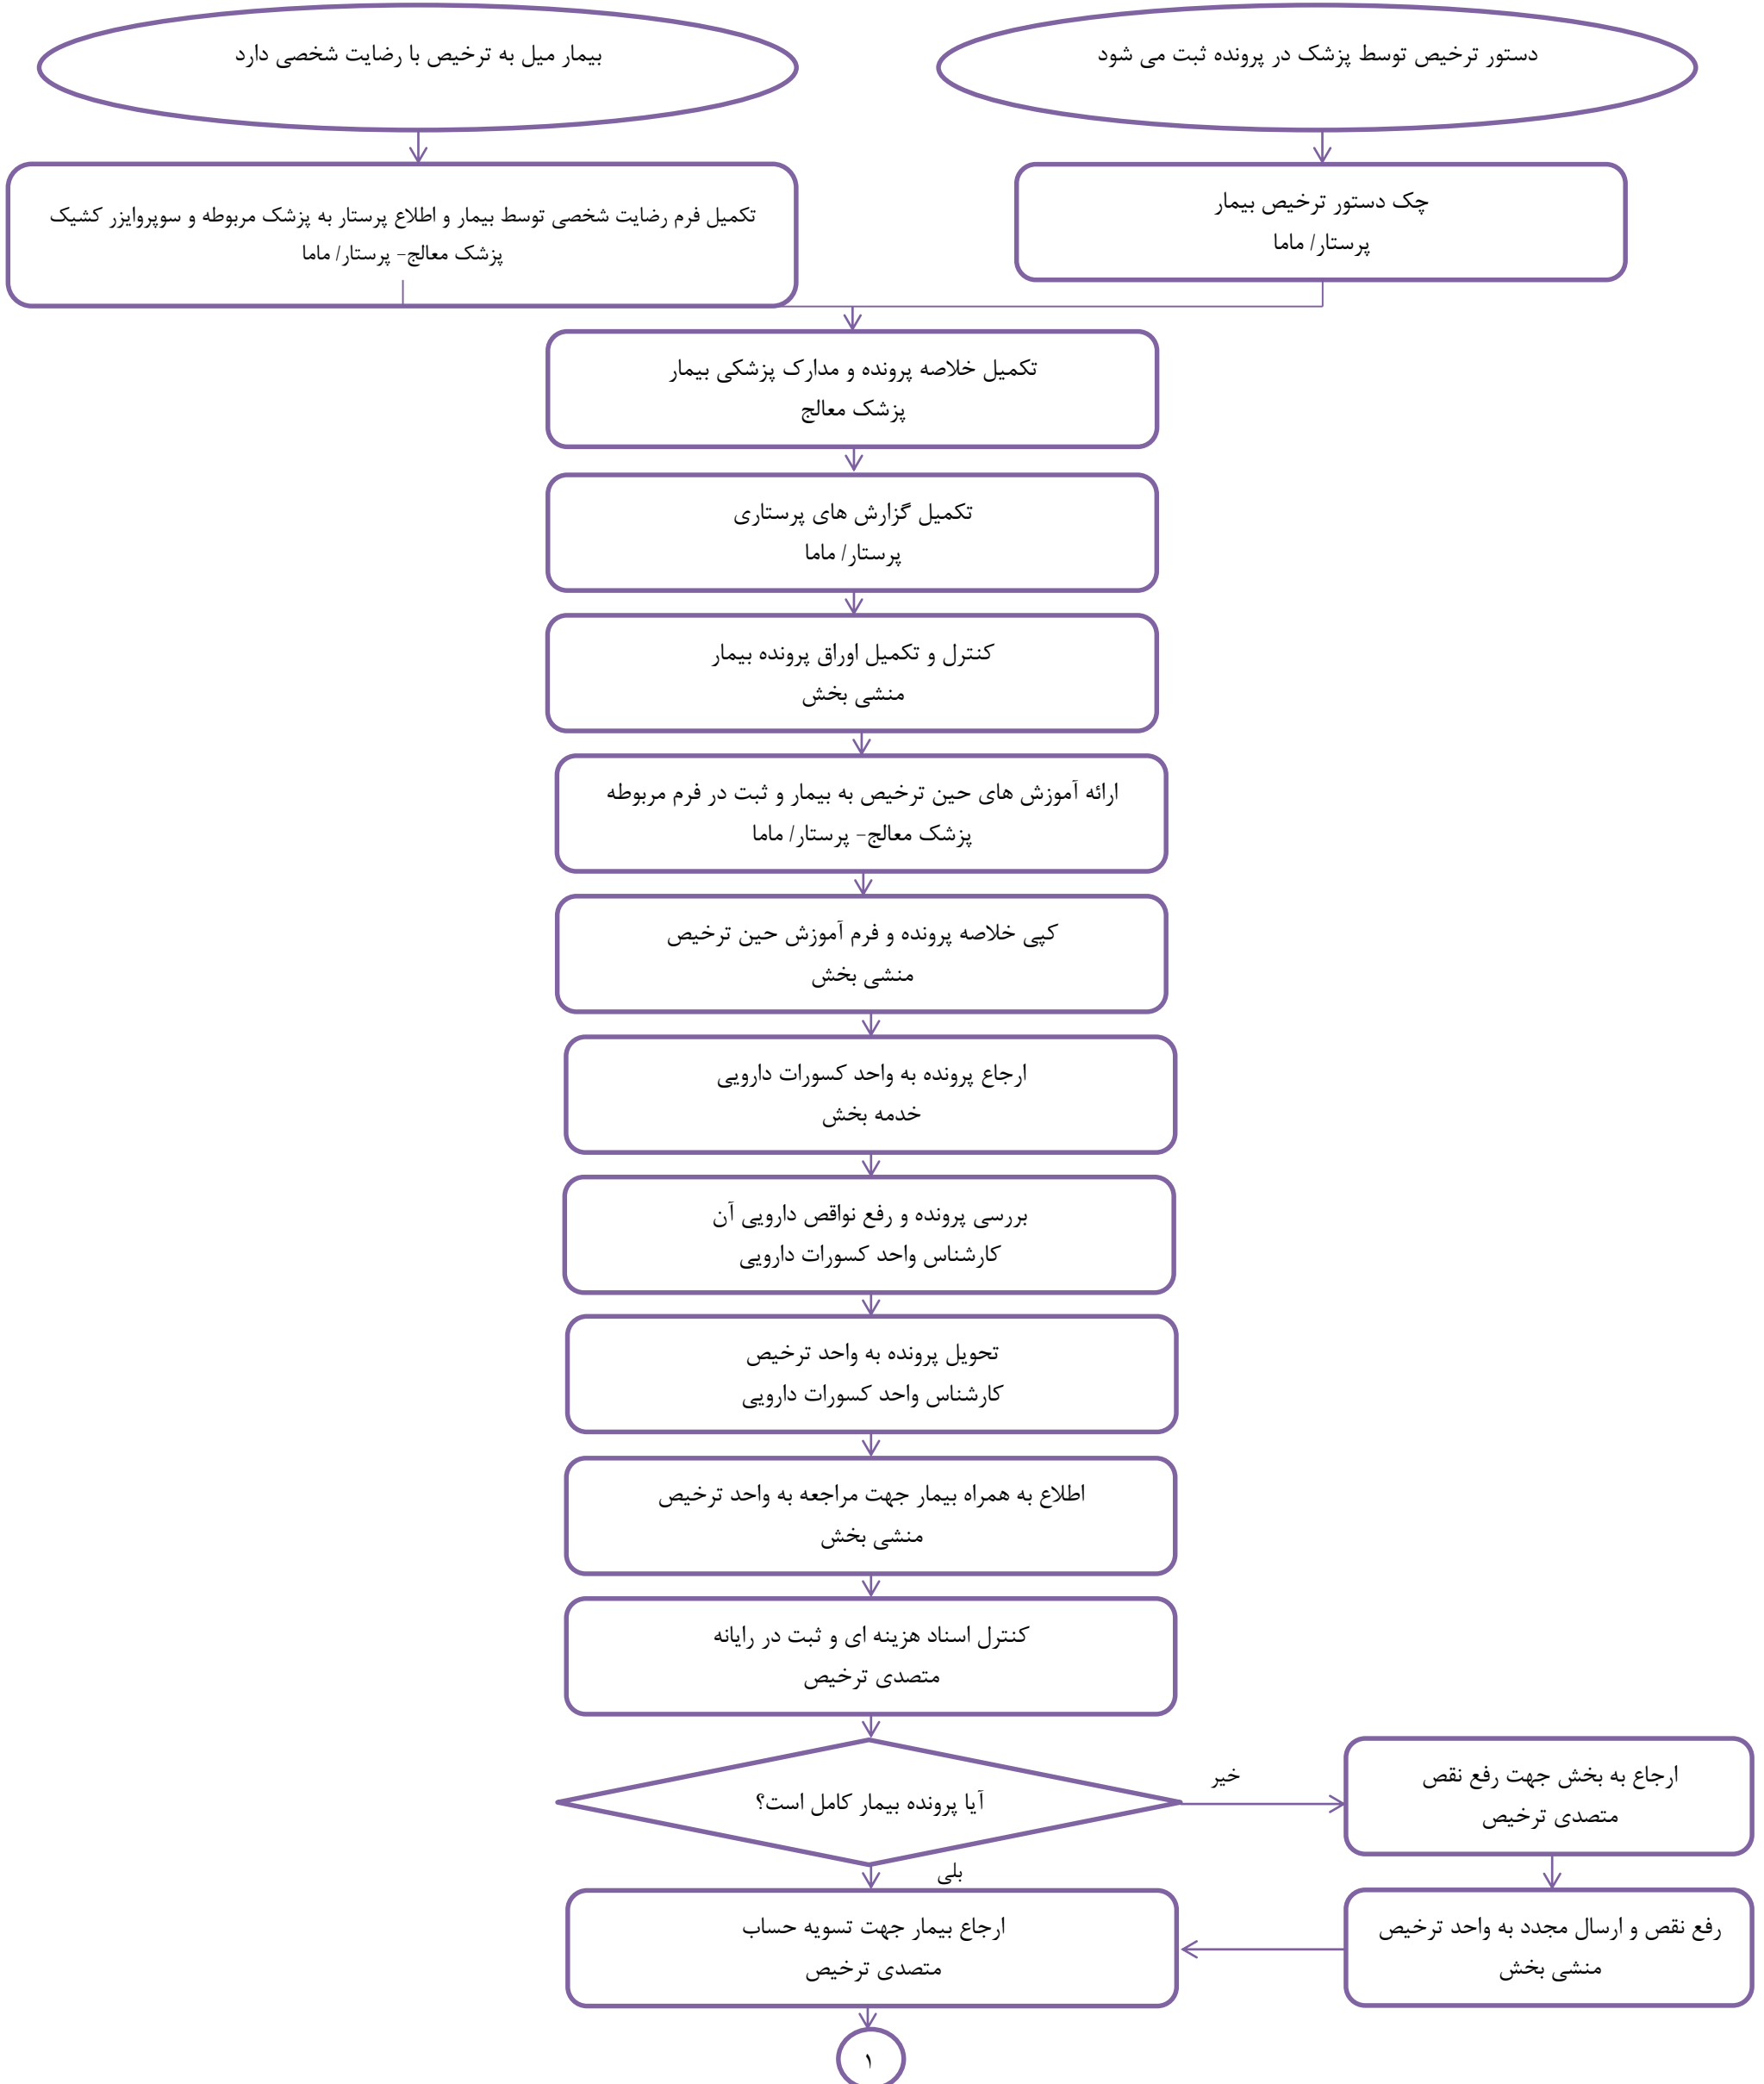 دستور ترخیص توسط پزشک در پرونده ثبت می شود
بیمار میل به ترخیص با رضایت شخصی دارد
چک دستور ترخیص بیمار
پرستار/ ماما
تکمیل فرم رضایت شخصی توسط بیمار و اطلاع پرستار به پزشک مربوطه و سوپروایزر کشیک
پزشک معالج- پرستار/ ماما
تکمیل خلاصه پرونده و مدارک پزشکی بیمار
پزشک معالج
تکمیل گزارش های پرستاری
پرستار/ ماما
کنترل و تکمیل اوراق پرونده بیمار
منشی بخش
ارائه آموزش های حین ترخیص به بیمار و ثبت در فرم مربوطه
پزشک معالج- پرستار/ ماما
کپی خلاصه پرونده و فرم آموزش حین ترخیص
منشی بخش
ارجاع پرونده به واحد کسورات دارویی
خدمه بخش
بررسی پرونده و رفع نواقص دارویی آن
کارشناس واحد کسورات دارویی
تحویل پرونده به واحد ترخیص
کارشناس واحد کسورات دارویی
اطلاع به همراه بیمار جهت مراجعه به واحد ترخیص
منشی بخش
کنترل اسناد هزینه ای و ثبت در رایانه
متصدی ترخیص
آیا پرونده بیمار کامل است؟
خیر
ارجاع به بخش جهت رفع نقص
متصدی ترخیص
بلی
رفع نقص و ارسال مجدد به واحد ترخیص
منشی بخش
ارجاع بیمار جهت تسویه حساب
متصدی ترخیص
۱